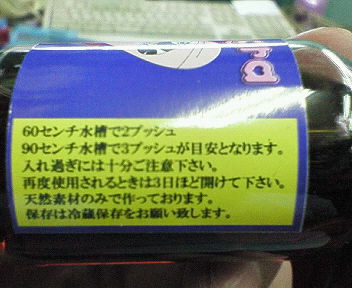 60センチ水槽で2プッシュ
90センチ水槽で3プッシュが目安となります。
入れ過ぎには十分ご注意下さい。
再度使用されるときは3日ほど開けて下さい。
天然素材のみで作っております。
保存は冷蔵保存をお願い致します。